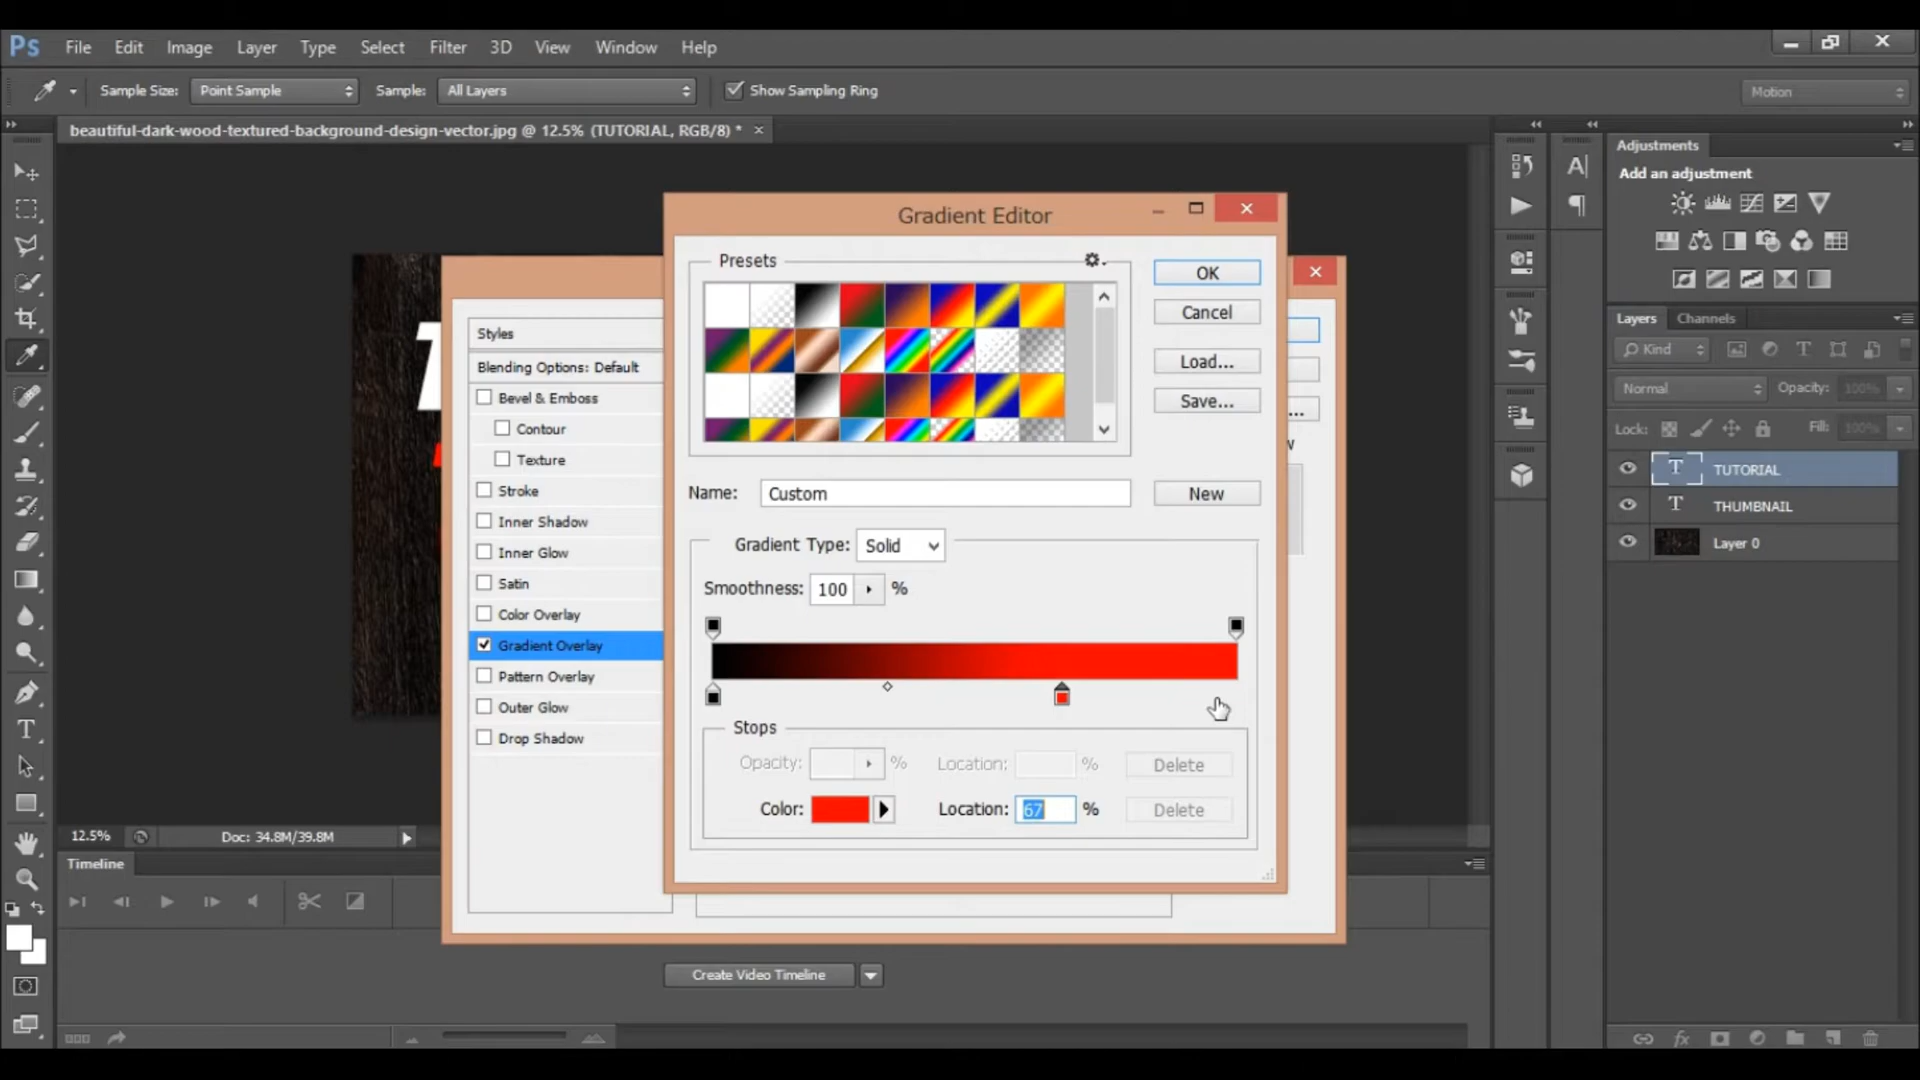 Ps File Edit Image Layer Type Select Filter 3D View Window Help
Sample Size: Point Sample Sample: All Layers Show Sampling Ring Motion
beautiful-dark-wood-textured-background-design-vector.jpg @ 12.5% (TUTORIAL, RGB/8) * ×
Adjustments
Add an adjustment
Layers Channels
Kind
Normal Opacity: 100%
Lock: Fill: 100%
T TUTORIAL
T THUMBNAIL
Layer 0
Gradient Editor
Presets
OK
Cancel
Load...
Save...
Name: Custom New
Gradient Type: Solid
Smoothness: 100 %
Stops
Opacity: % Location: % Delete
Color: Location: 67 % Delete
Styles
Blending Options: Default
Bevel & Emboss
Contour
Texture
Stroke
Inner Shadow
Inner Glow
Satin
Color Overlay
Gradient Overlay
Pattern Overlay
Outer Glow
Drop Shadow
12.5% Doc: 34.8M/39.8M
Timeline
Create Video Timeline